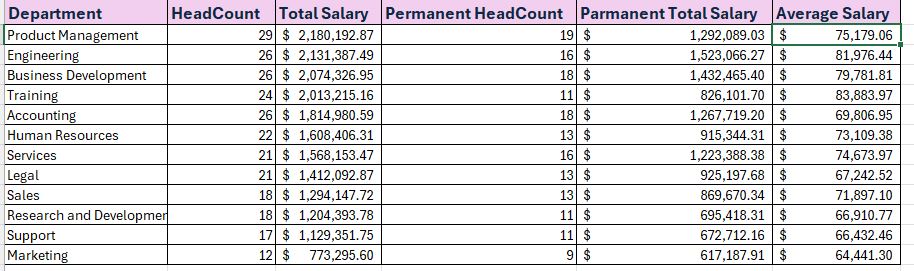 Department HeadCount Total Salary Permanent HeadCount Parmanent Total Salary Average Salary
Product Management 29 $ 2,180,192.87 19 $ 1,292,089.03 $ 75,179.06
Engineering 26 $ 2,131,387.49 16 $ 1,523,066.27 $ 81,976.44
Business Development 26 $ 2,074,326.95 18 $ 1,432,465.40 $ 79,781.81
Training 24 $ 2,013,215.16 11 $ 826,101.70 $ 83,883.97
Accounting 26 $ 1,814,980.59 18 $ 1,267,719.20 $ 69,806.95
Human Resources 22 $ 1,608,406.31 13 $ 915,344.31 $ 73,109.38
Services 21 $ 1,568,153.47 16 $ 1,223,388.38 $ 74,673.97
Legal 21 $ 1,412,092.87 13 $ 925,197.68 $ 67,242.52
Sales 18 $ 1,294,147.72 13 $ 869,670.34 $ 71,897.10
Research and Developmer 18 $ 1,204,393.78 11 $ 695,418.31 $ 66,910.77
Support 17 $ 1,129,351.75 11 $ 672,712.16 $ 66,432.46
Marketing 12 $ 773,295.60 9 $ 617,187.91 $ 64,441.30